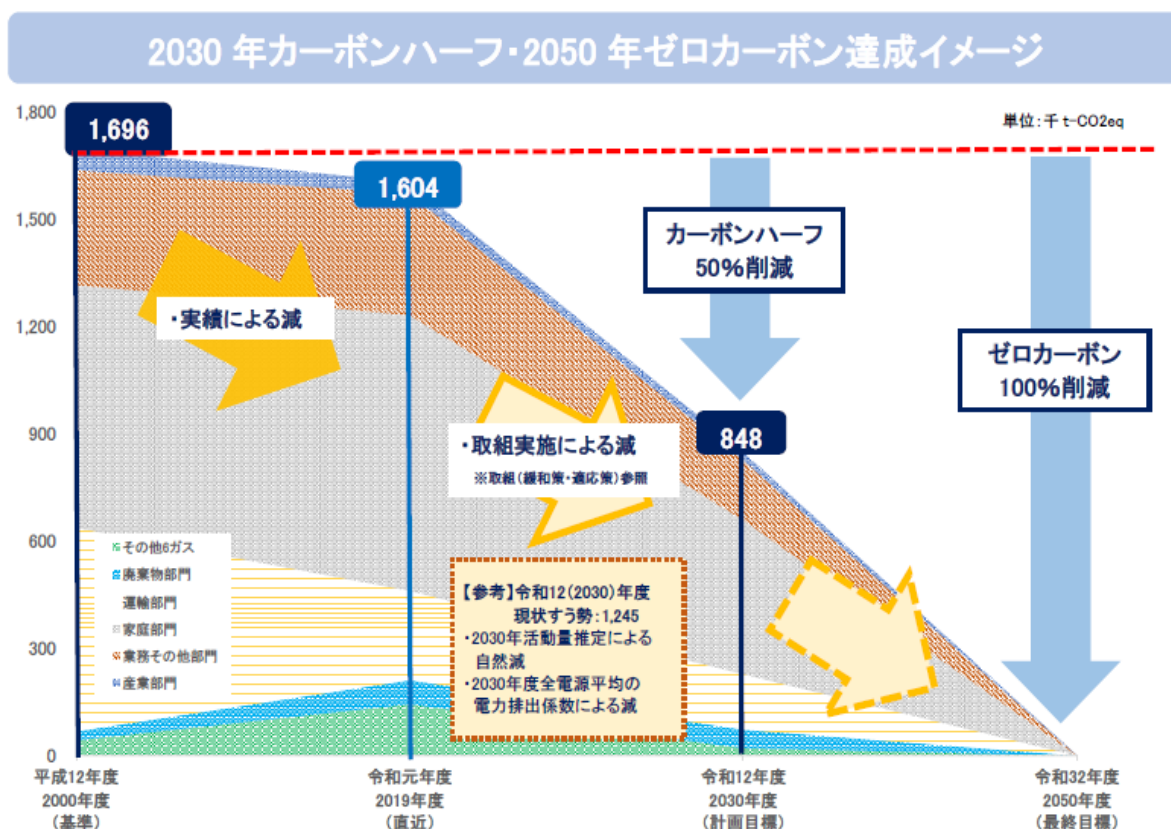 2030 年カーボンハーフ・2050 年ゼロカーボン達成イメージ
単位:千 t-CO2eq
1,800
1,500
1,200
900
600
300
0
1,696
1,604
848
カーボンハーフ
50%削減
ゼロカーボン
100%削減
・実績による減
・取組実施による減
※取組(緩和策・適応策)参照
その他6ガス
廃棄物部門
運輸部門
家庭部門
業務その他部門
産業部門
【参考】令和12(2030)年度
現状すう勢:1,245
・2030年活動量推定による
自然減
・2030年度全電源平均の
電力排出係数による減
平成12年度
2000年度
(基準)
令和元年度
2019年度
(直近)
令和12年度
2030年度
(計画目標)
令和32年度
2050年度
(最終目標)